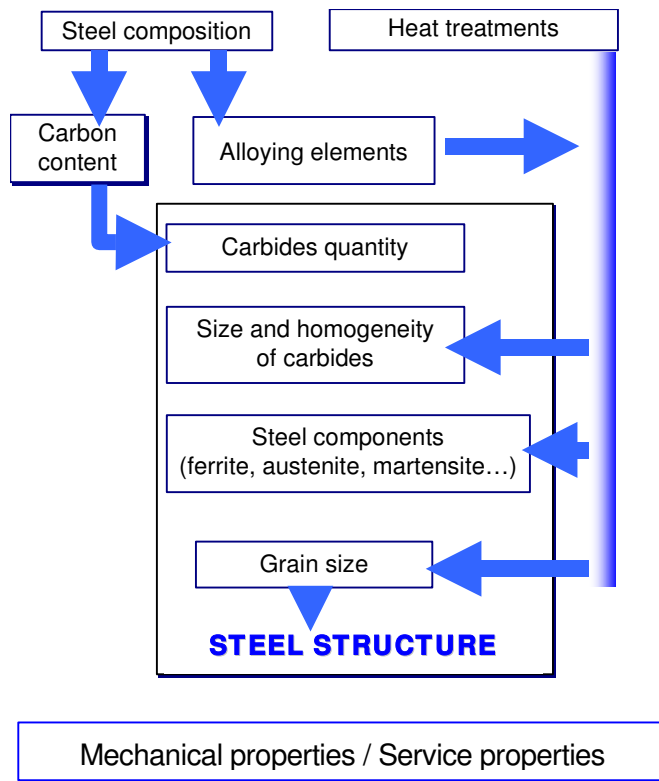 Steel composition
Heat treatments
Carbon
content
Alloying elements
Carbides quantity
Size and homogeneity
of carbides
Steel components
(ferrite, austenite, martensite…)
Grain size
STEEL STRUCTURE
Mechanical properties / Service properties